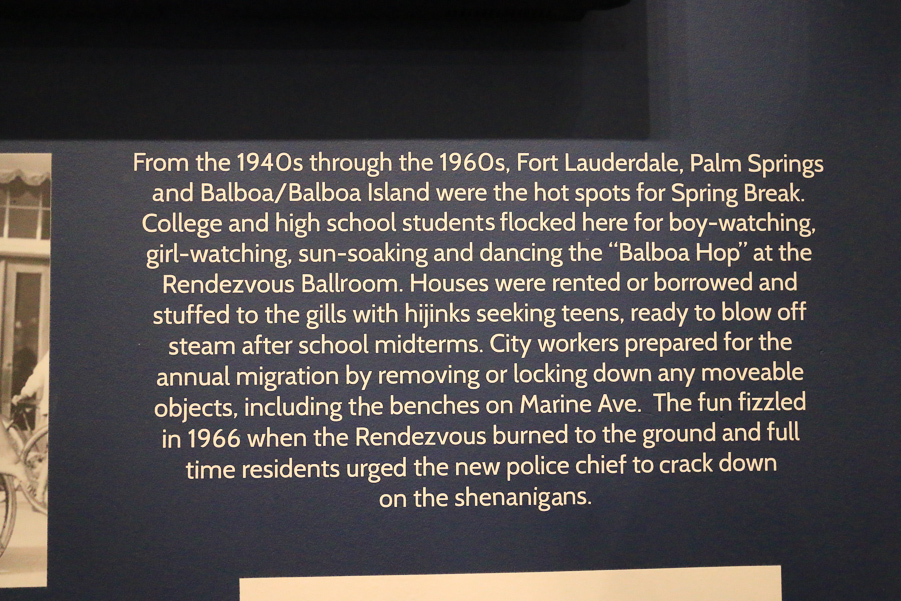 From the 1940s through the 1960s, Fort Lauderdale, Palm Springs
and Balboa/Balboa Island were the hot spots for Spring Break.
College and high school students flocked here for boy-watching,
girl-watching, sun-soaking and dancing the “Balboa Hop” at the
Rendezvous Ballroom. Houses were rented or borrowed and
stuffed to the gills with hijinks seeking teens, ready to blow off
steam after school midterms. City workers prepared for the
annual migration by removing or locking down any moveable
objects, including the benches on Marine Ave.  The fun fizzled
in 1966 when the Rendezvous burned to the ground and full
time residents urged the new police chief to crack down
on the shenanigans.